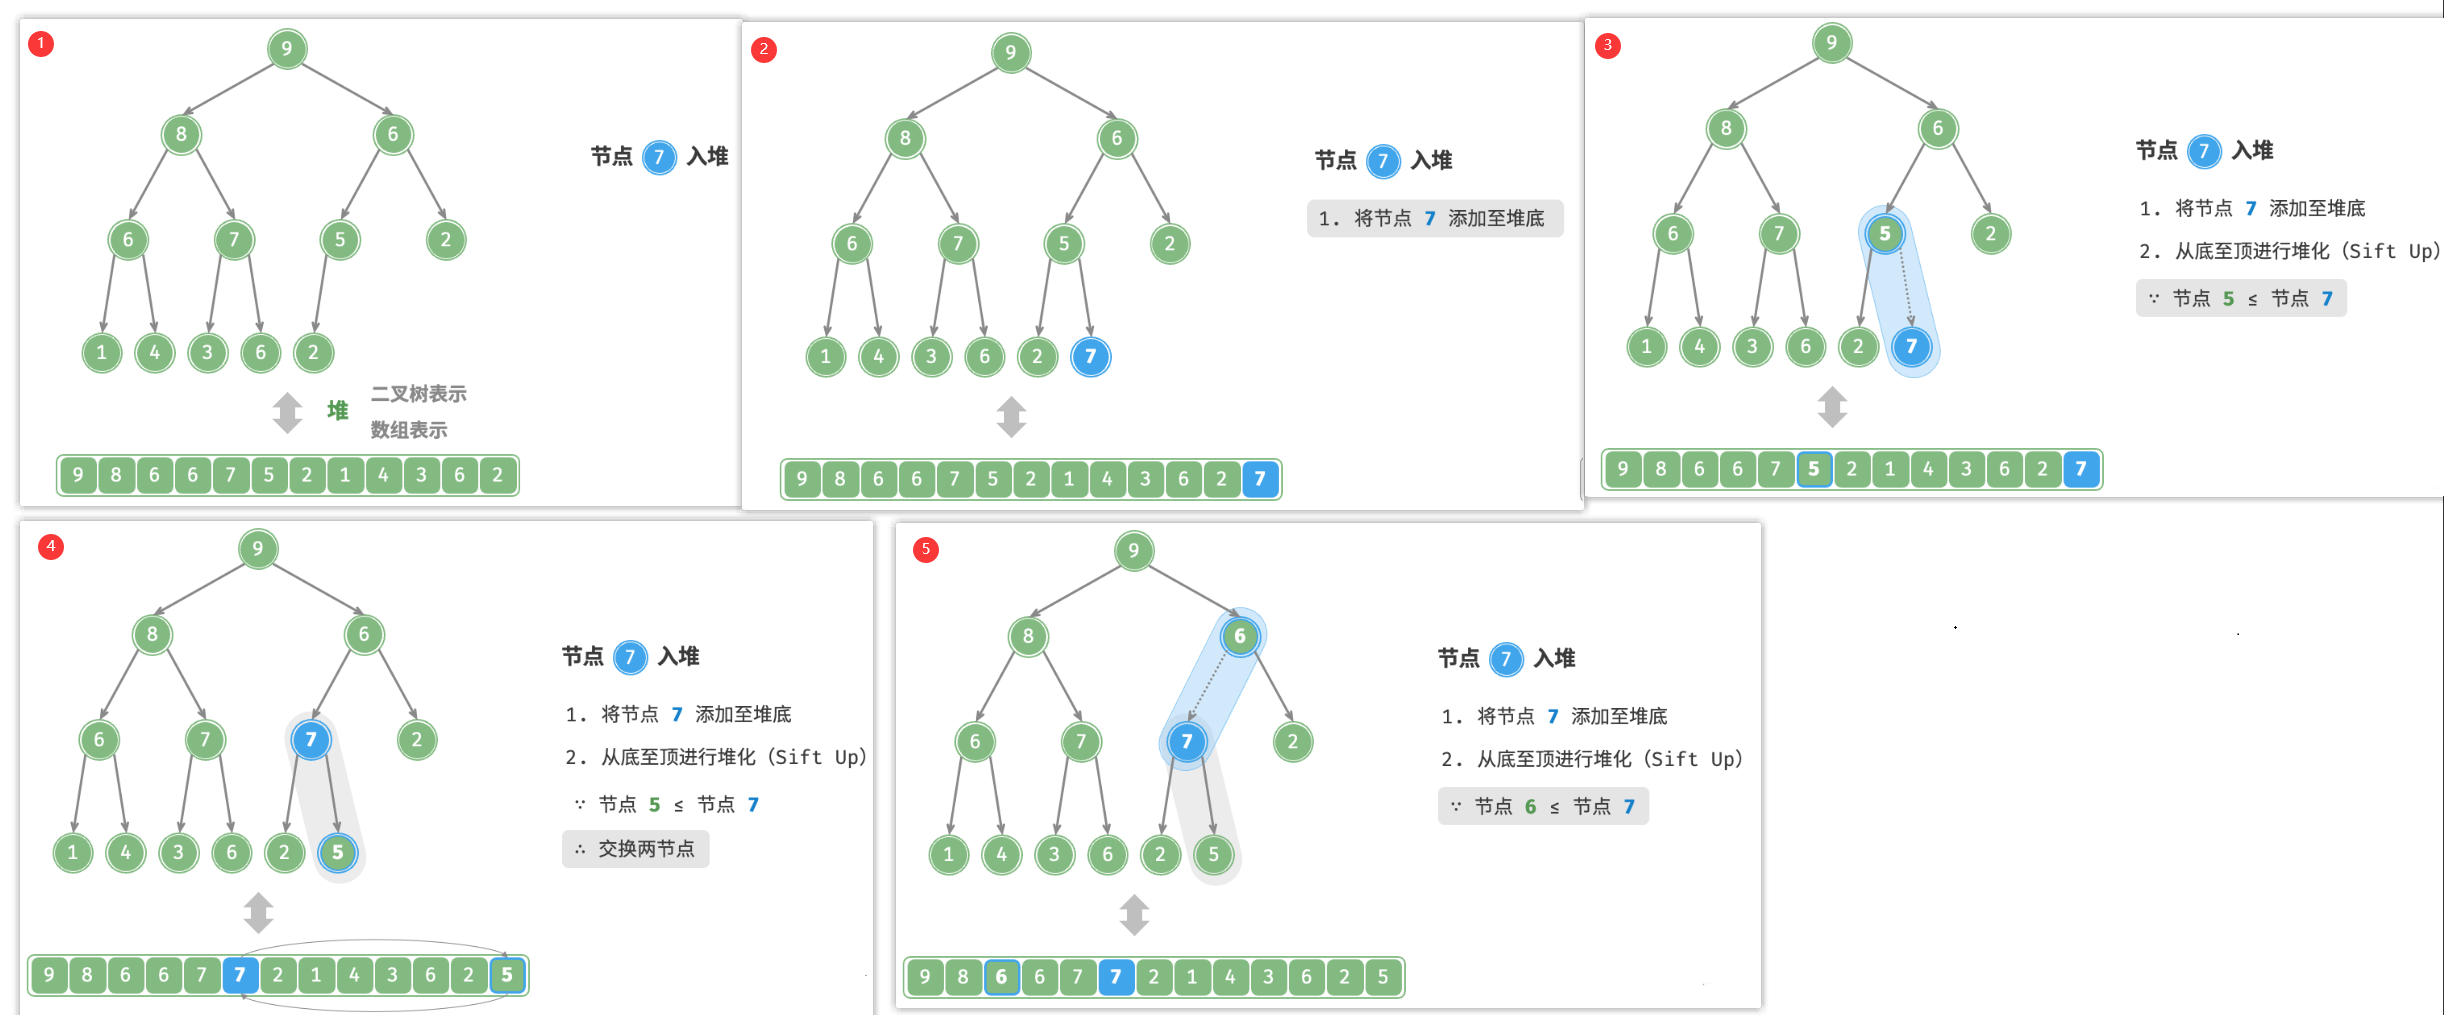 1
9
8 6
6 7 5 2
1 4 3 6 2
节点 7 入堆
堆
二叉树表示
数组表示
9 8 6 6 7 5 2 1 4 3 6 2
2
9
8 6
6 7 5 2
1 4 3 6 2 7
节点 7 入堆
1. 将节点 7 添加至堆底
9 8 6 6 7 5 2 1 4 3 6 2 7
3
9
8 6
6 7 5 2
1 4 3 6 2 7
节点 7 入堆
1. 将节点 7 添加至堆底
2. 从底至顶进行堆化（Sift Up）
∵ 节点 5 ≤ 节点 7
9 8 6 6 7 5 2 1 4 3 6 2 7
4
9
8 6
6 7 7 2
1 4 3 6 2 5
节点 7 入堆
1. 将节点 7 添加至堆底
2. 从底至顶进行堆化（Sift Up）
∵ 节点 5 ≤ 节点 7
∴ 交换两节点
9 8 6 6 7 7 2 1 4 3 6 2 5
5
9
8 6
6 7 7 2
1 4 3 6 2 5
节点 7 入堆
1. 将节点 7 添加至堆底
2. 从底至顶进行堆化（Sift Up）
∵ 节点 6 ≤ 节点 7
9 8 6 6 7 7 2 1 4 3 6 2 5